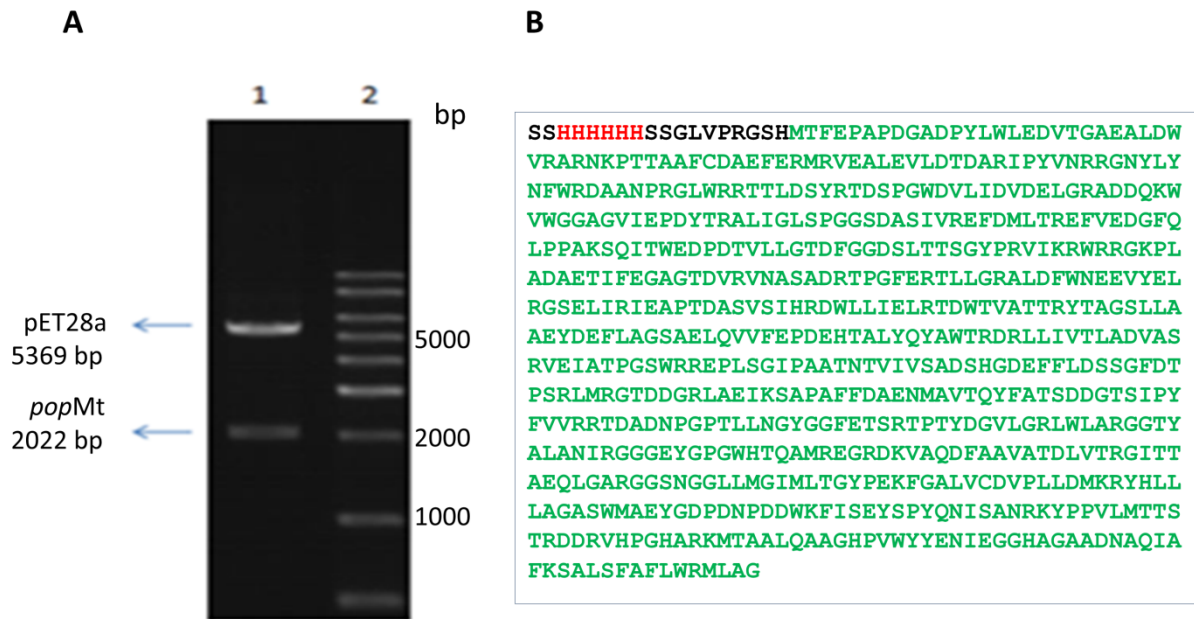 A
B
1 2
bp
pET28a
5369 bp
popMt
2022 bp
5000
2000
1000
SSHHHHHHSSGLVPRGSHMTFEPAPDGADPYLWLEDVTGAEALDW
VRARNKPTTAAFCDAEFERMRVEALEVLDTDARIPYVNRRGNYLY
NFWRDAANPRGLWRRTTLDSYRTDSPGWDVLIDVDELGRADDQKW
VWGGAGVIEPDYTRALIGLSPGGSDASIVREFDMLTREFVEDGFQ
LPPAKSQITWEDPDTVLLGTDFGGDSLTTSGYPRVIKRWRRGKPL
ADAETIFEGAGTDVRVNASADRTPGFERTLLGRALDFWNEEVYEL
RGSELIRIEAPTDASVSIHRDWLLIELRTDWTVATTRYTAGSLLA
AEYDEFLAGSAELQVVFEPDEHTALYQYAWTRDRLLIVTLADVAS
RVEIATPGSWRREPLSGIPAATNTVIVSADSHGDEFFLDSSGFDT
PSRLMRGTDDGRLAEIKSAPAFFDAENMAVTQYFATSDDGTSIPY
FVVRRTDADNPGPTLLNGYGGFETSRTPTYDGVLGRLWLARGGTY
ALANIRGGGEYGPGWHTQAMREGRDKVAQDFAAVATDLVTRGITT
AEQLGARGGSNGGLLMGIMLTGYPEKFGALVCDVPLLDMKRYHLL
LAGASWMAEYGDPDNPDDWKFISEYSPYQNISANRKYPPVLMTTS
TRDDRVHPGHARKMTAALQAAGHPVWYYENIEGGHAGAADNAQIA
FKSALSFAFLWRMLAG